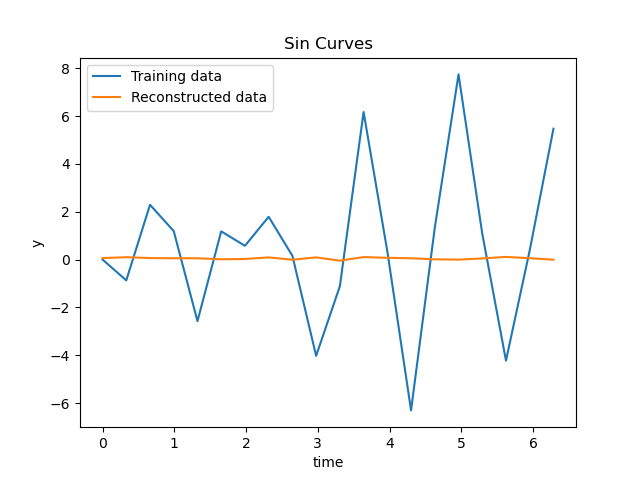 Sin Curves
Training data
Reconstructed data
8
6
4
2
0
−2
−4
−6
y
0 1 2 3 4 5 6
time